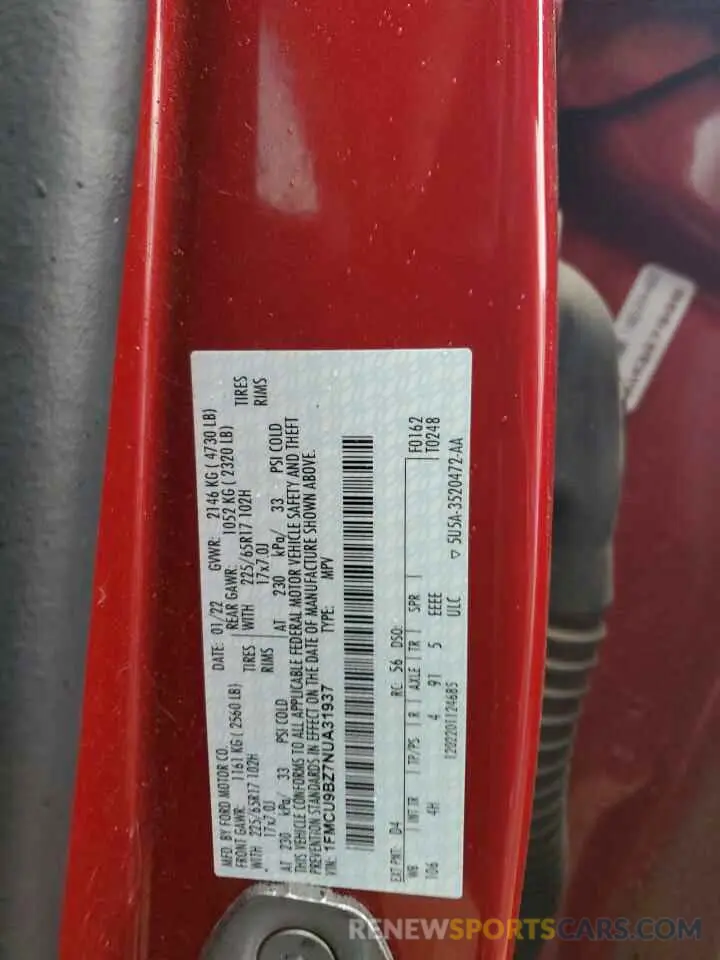 MFD. BY FORD MOTOR CO.
DATE: 01/22 GVWR: 2146 KG ( 4730 LB)
FRONT GAWR: 1161 KG ( 2560 LB) REAR GAWR: 1052 KG ( 2320 LB)
WITH 225/65R17 102H TIRES WITH 225/65R17 102H TIRES
17x7.0J RIMS 17x7.0J RIMS
AT 230 kPa/ 33 PSI COLD AT 230 kPa/ 33 PSI COLD
THIS VEHICLE CONFORMS TO ALL APPLICABLE FEDERAL MOTOR VEHICLE SAFETY AND THEFT
PREVENTION STANDARDS IN EFFECT ON THE DATE OF MANUFACTURE SHOWN ABOVE.
VIN: 1FMCU9BZ7NUA31937 TYPE: MPV
EXT PNT: D4 RC: 56 DSO: F0162
WB INT TR TP/PS R AXLE TR SPR T0248
106 4H 4 91 5 EEEE
1202201124685 ULC ▽ 5U5A-3520472-AA
RENEWSPORTSCARS.COM